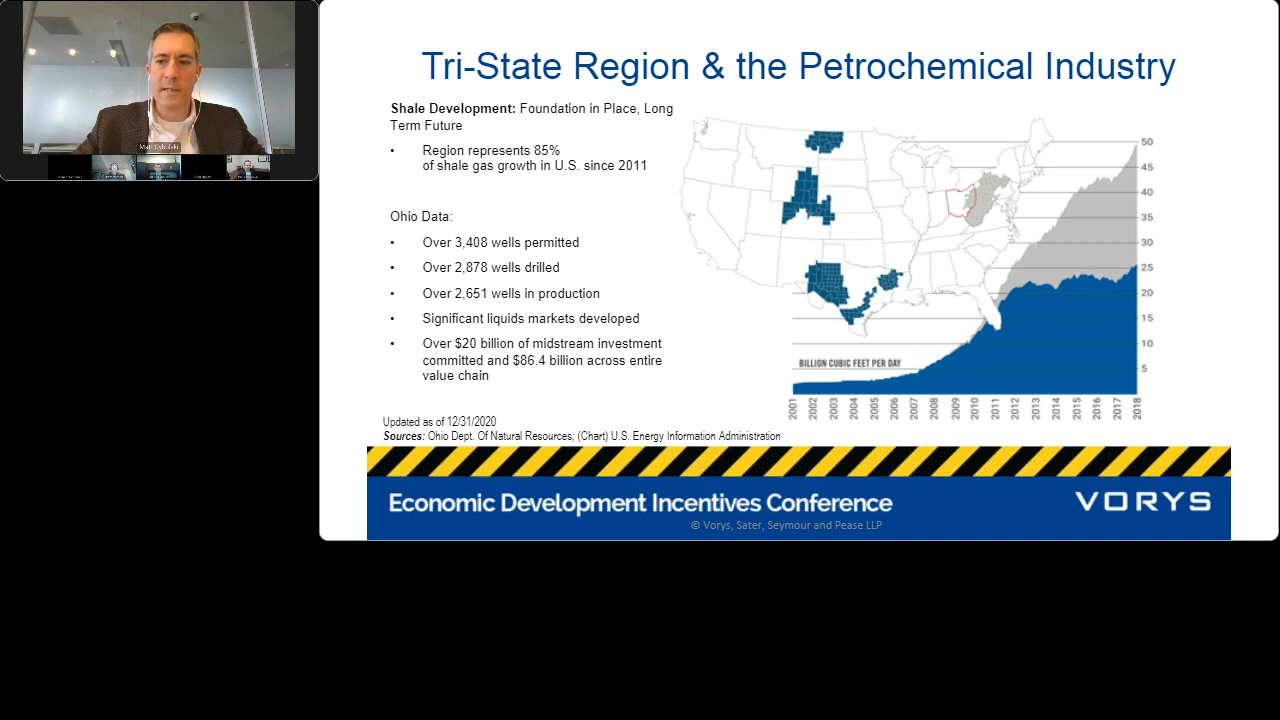 Tri-State Region & the Petrochemical Industry
Shale Development: Foundation in Place, Long
Term Future
• Region represents 85%
of shale gas growth in U.S. since 2011
Ohio Data:
• Over 3,408 wells permitted
• Over 2,878 wells drilled
• Over 2,651 wells in production
• Significant liquids markets developed
• Over $20 billion of midstream investment
committed and $86.4 billion across entire
value chain
50
45
40
35
30
25
20
15
10
5
BILLION CUBIC FEET PER DAY
2001
2002
2003
2004
2005
2006
2007
2008
2009
2010
2011
2012
2013
2014
2015
2016
2017
2018
Updated as of 12/31/2020
Sources: Ohio Dept. Of Natural Resources; (Chart) U.S. Energy Information Administration
Economic Development Incentives Conference
VORYS
© Vorys, Sater, Seymour and Pease LLP
Matt Cybulski